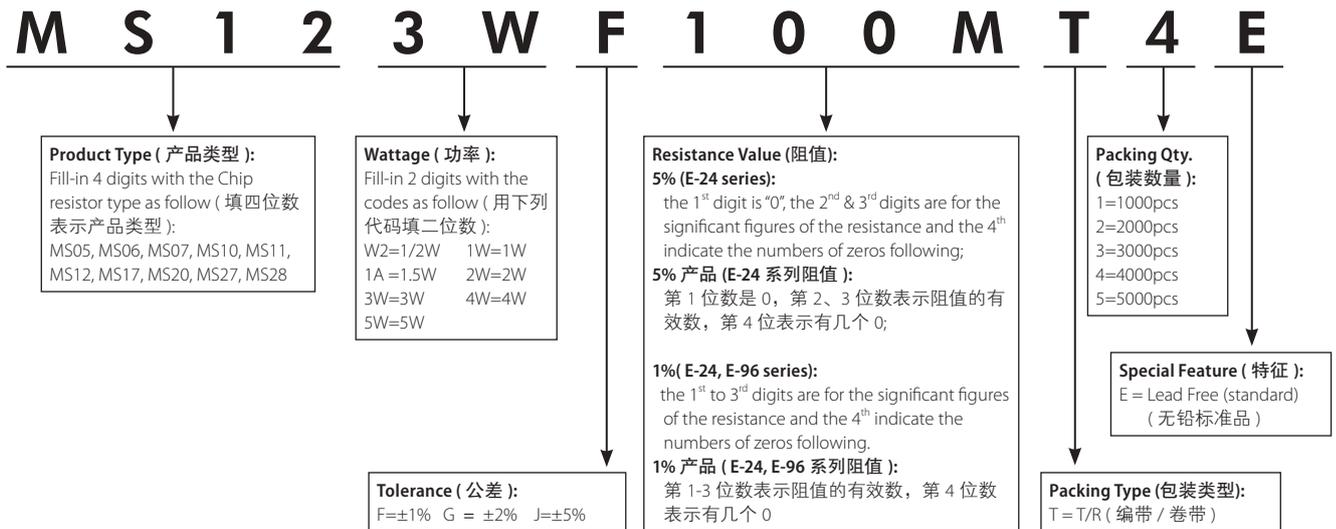 M S 1 2 3 W F 1 0 0 M T 4 E
Product Type ( 产品类型 ):
Fill-in 4 digits with the Chip
resistor type as follow ( 填四位数
表示产品类型 ):
MS05, MS06, MS07, MS10, MS11,
MS12, MS17, MS20, MS27, MS28
Wattage ( 功率 ):
Fill-in 2 digits with the
codes as follow ( 用下列
代码填二位数 ):
W2=1/2W 1W=1W
1A =1.5W 2W=2W
3W=3W 4W=4W
5W=5W
Tolerance ( 公差 ):
F=±1% G = ±2% J=±5%
Resistance Value (阻值):
5% (E-24 series):
the 1st digit is “0”, the 2nd & 3rd digits are for the
significant figures of the resistance and the 4th
indicate the numbers of zeros following;
5% 产品 (E-24 系列阻值 ):
第 1 位数是 0，第 2、3 位数表示阻值的有
效数，第 4 位表示有几个 0;
1%( E-24, E-96 series):
the 1st to 3rd digits are for the significant figures
of the resistance and the 4th indicate the
numbers of zeros following.
1% 产品 ( E-24, E-96 系列阻值 ):
第 1-3 位数表示阻值的有效数，第 4 位数
表示有几个 0
Packing Qty.
( 包装数量 ):
1=1000pcs
2=2000pcs
3=3000pcs
4=4000pcs
5=5000pcs
Special Feature ( 特征 ):
E = Lead Free (standard)
( 无铅标准品 )
Packing Type (包装类型):
T = T/R ( 编带 / 卷带 )